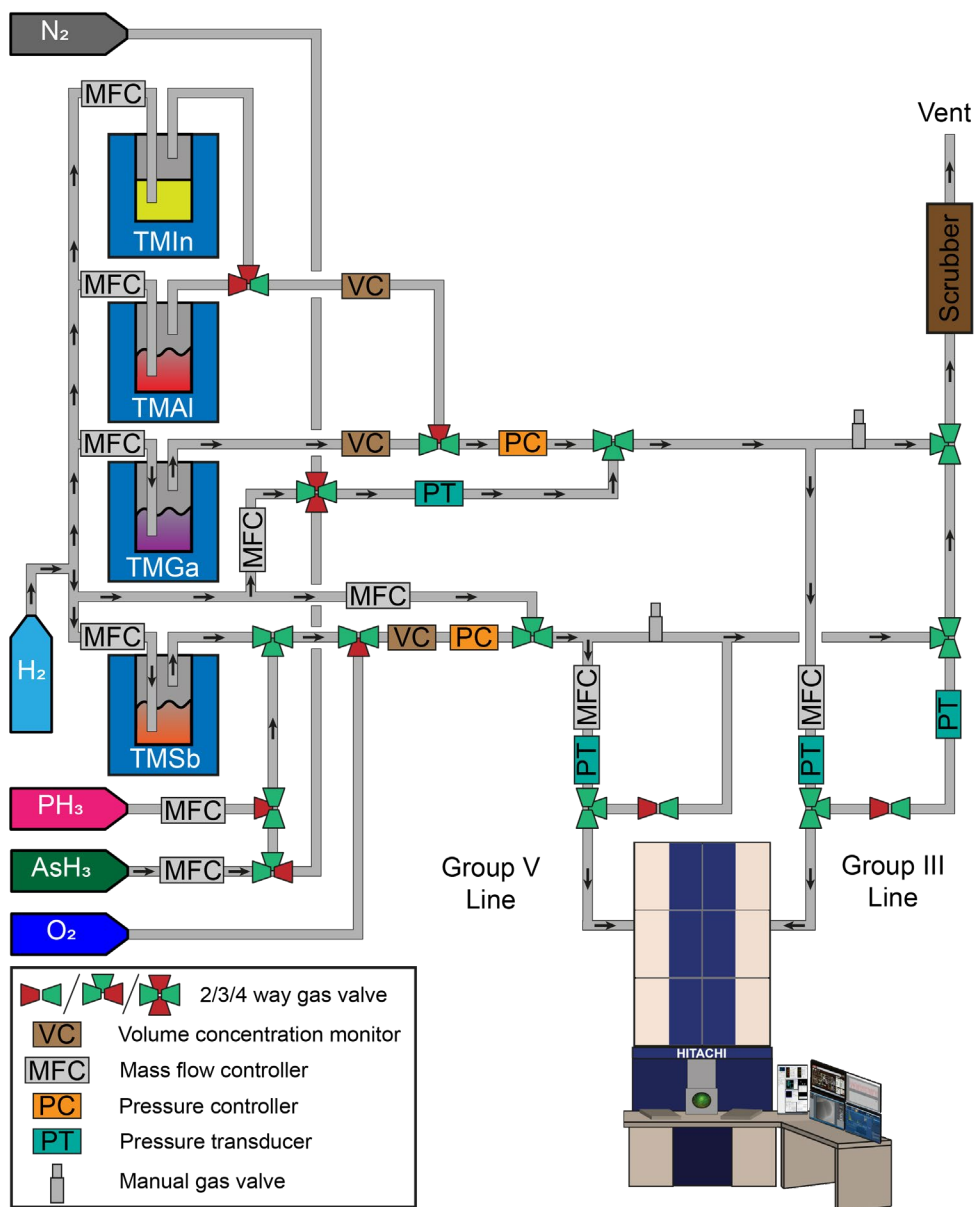 N₂
MFC
Vent
TMIn
MFC
VC
Scrubber
TMAl
MFC
VC
PC
PT
MFC
TMGa
MFC
MFC
VC
PC
H₂
MFC
MFC
PT
TMSb
PT
PT
PH₃
MFC
AsH₃
MFC
Group V
Line
Group III
Line
O₂
2/3/4 way gas valve
VC
Volume concentration monitor
MFC
Mass flow controller
PC
Pressure controller
PT
Pressure transducer
Manual gas valve
HITACHI